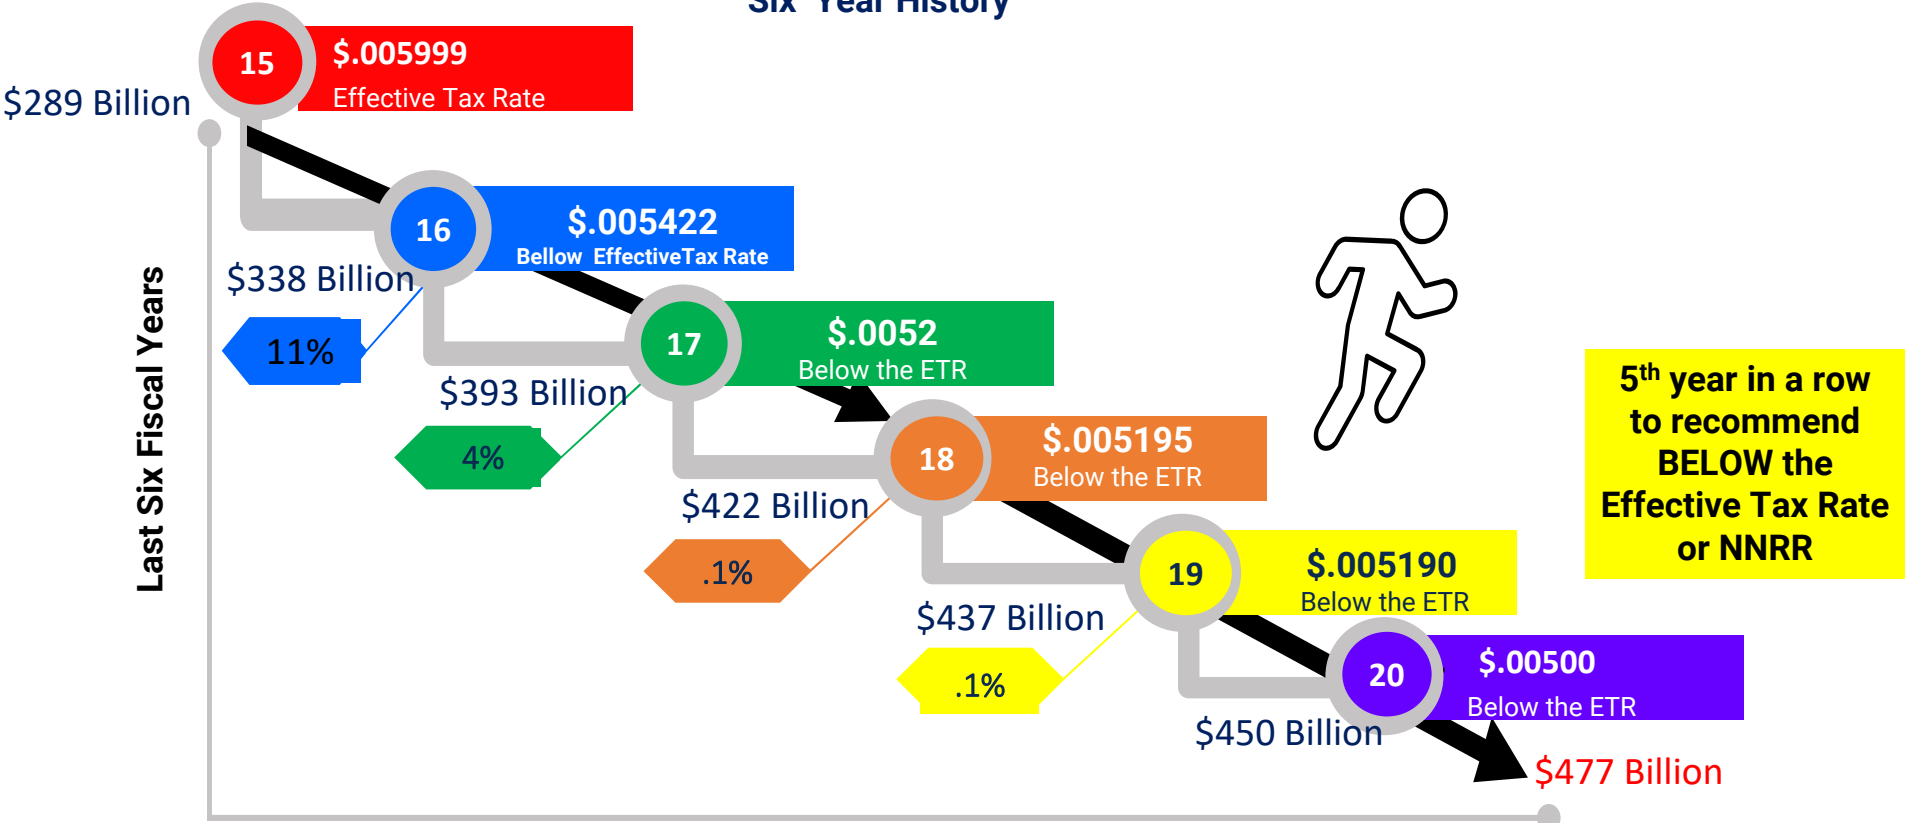 Six Year History
15
$.005999
Effective Tax Rate
$289 Billion
16
$.005422
Bellow EffectiveTax Rate
$338 Billion
11%
17
$.0052
Below the ETR
$393 Billion
4%
18
$.005195
Below the ETR
$422 Billion
.1%
19
$.005190
Below the ETR
$437 Billion
.1%
20
$.00500
Below the ETR
$450 Billion
$477 Billion
Last Six Fiscal Years
5th year in a row
to recommend
BELOW the
Effective Tax Rate
or NNRR